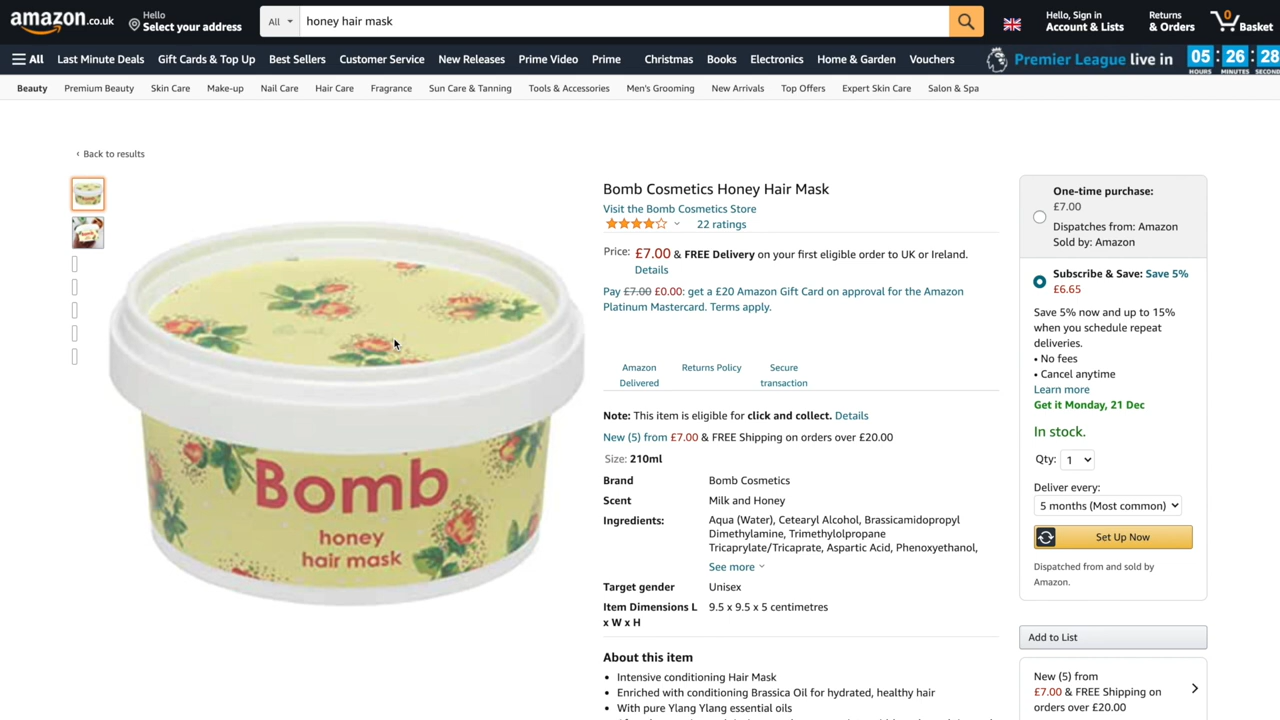 amazon.co.uk
Hello
Select your address
All
honey hair mask
Hello, Sign in
Account & Lists
Returns
& Orders
0
Basket
All
Last Minute Deals
Gift Cards & Top Up
Best Sellers
Customer Service
New Releases
Prime Video
Prime
Christmas
Books
Electronics
Home & Garden
Vouchers
Premier League live in
05 : 26 : 28
HOURS MINUTES SECOND
Beauty
Premium Beauty
Skin Care
Make-up
Nail Care
Hair Care
Fragrance
Sun Care & Tanning
Tools & Accessories
Men's Grooming
New Arrivals
Top Offers
Expert Skin Care
Salon & Spa
‹ Back to results
Bomb
honey
hair mask
Bomb Cosmetics Honey Hair Mask
Visit the Bomb Cosmetics Store
22 ratings
Price: £7.00 & FREE Delivery on your first eligible order to UK or Ireland.
Details
Pay £7.00 £0.00: get a £20 Amazon Gift Card on approval for the Amazon
Platinum Mastercard. Terms apply.
Amazon
Delivered
Returns Policy
Secure
transaction
Note: This item is eligible for click and collect. Details
New (5) from £7.00 & FREE Shipping on orders over £20.00
Size: 210ml
Brand Bomb Cosmetics
Scent Milk and Honey
Ingredients: Aqua (Water), Cetearyl Alcohol, Brassicamidopropyl
Dimethylamine, Trimethylolpropane
Tricaprylate/Tricaprate, Aspartic Acid, Phenoxyethanol,
See more
Target gender Unisex
Item Dimensions L 9.5 x 9.5 x 5 centimetres
x W x H
About this item
• Intensive conditioning Hair Mask
• Enriched with conditioning Brassica Oil for hydrated, healthy hair
• With pure Ylang Ylang essential oils
One-time purchase:
£7.00
Dispatches from: Amazon
Sold by: Amazon
Subscribe & Save: Save 5%
£6.65
Save 5% now and up to 15%
when you schedule repeat
deliveries.
• No fees
• Cancel anytime
Learn more
Get it Monday, 21 Dec
In stock.
Qty: 1
Deliver every:
5 months (Most common)
Set Up Now
Dispatched from and sold by
Amazon.
Add to List
New (5) from
£7.00 & FREE Shipping on
orders over £20.00